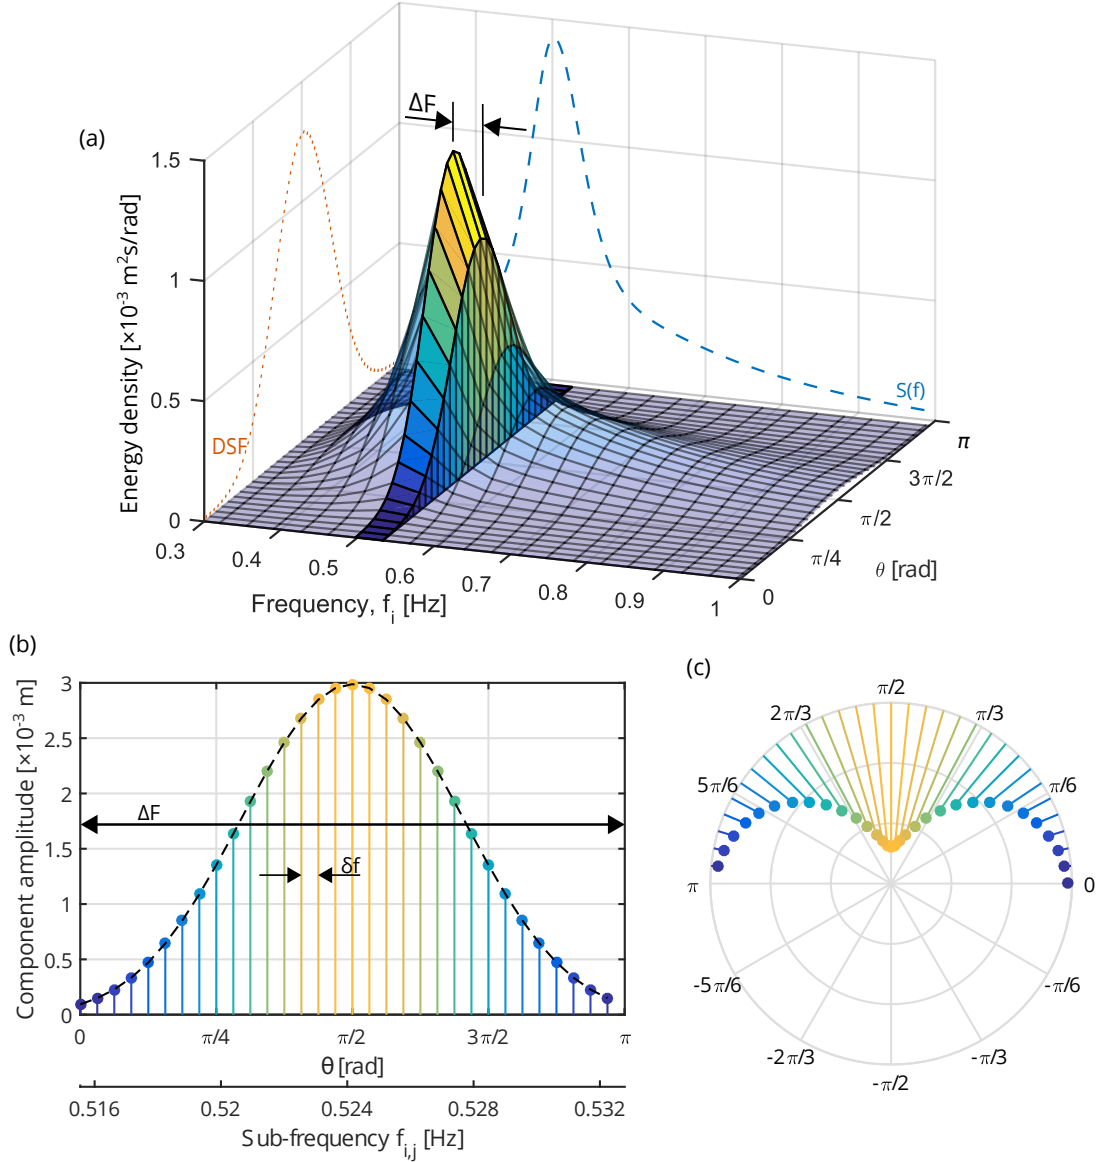 (a)
ΔF
1.5
1
0.5
0
Energy density [×10⁻³ m²s/rad]
DSF
S(f)
0.3
0.4
0.5
0.6
0.7
0.8
0.9
1
Frequency, f_i [Hz]
0
π/4
π/2
3π/2
π
θ [rad]
(b)
3
2.5
2
1.5
1
0.5
0
Component amplitude [×10⁻³ m]
ΔF
δf
0 π/4 π/2 3π/2 π
θ [rad]
0.516 0.52 0.524 0.528 0.532
Sub-frequency f_i,j [Hz]
(c)
π/2
2π/3 π/3
5π/6 π/6
π 0
-5π/6 -π/6
-2π/3 -π/3
-π/2